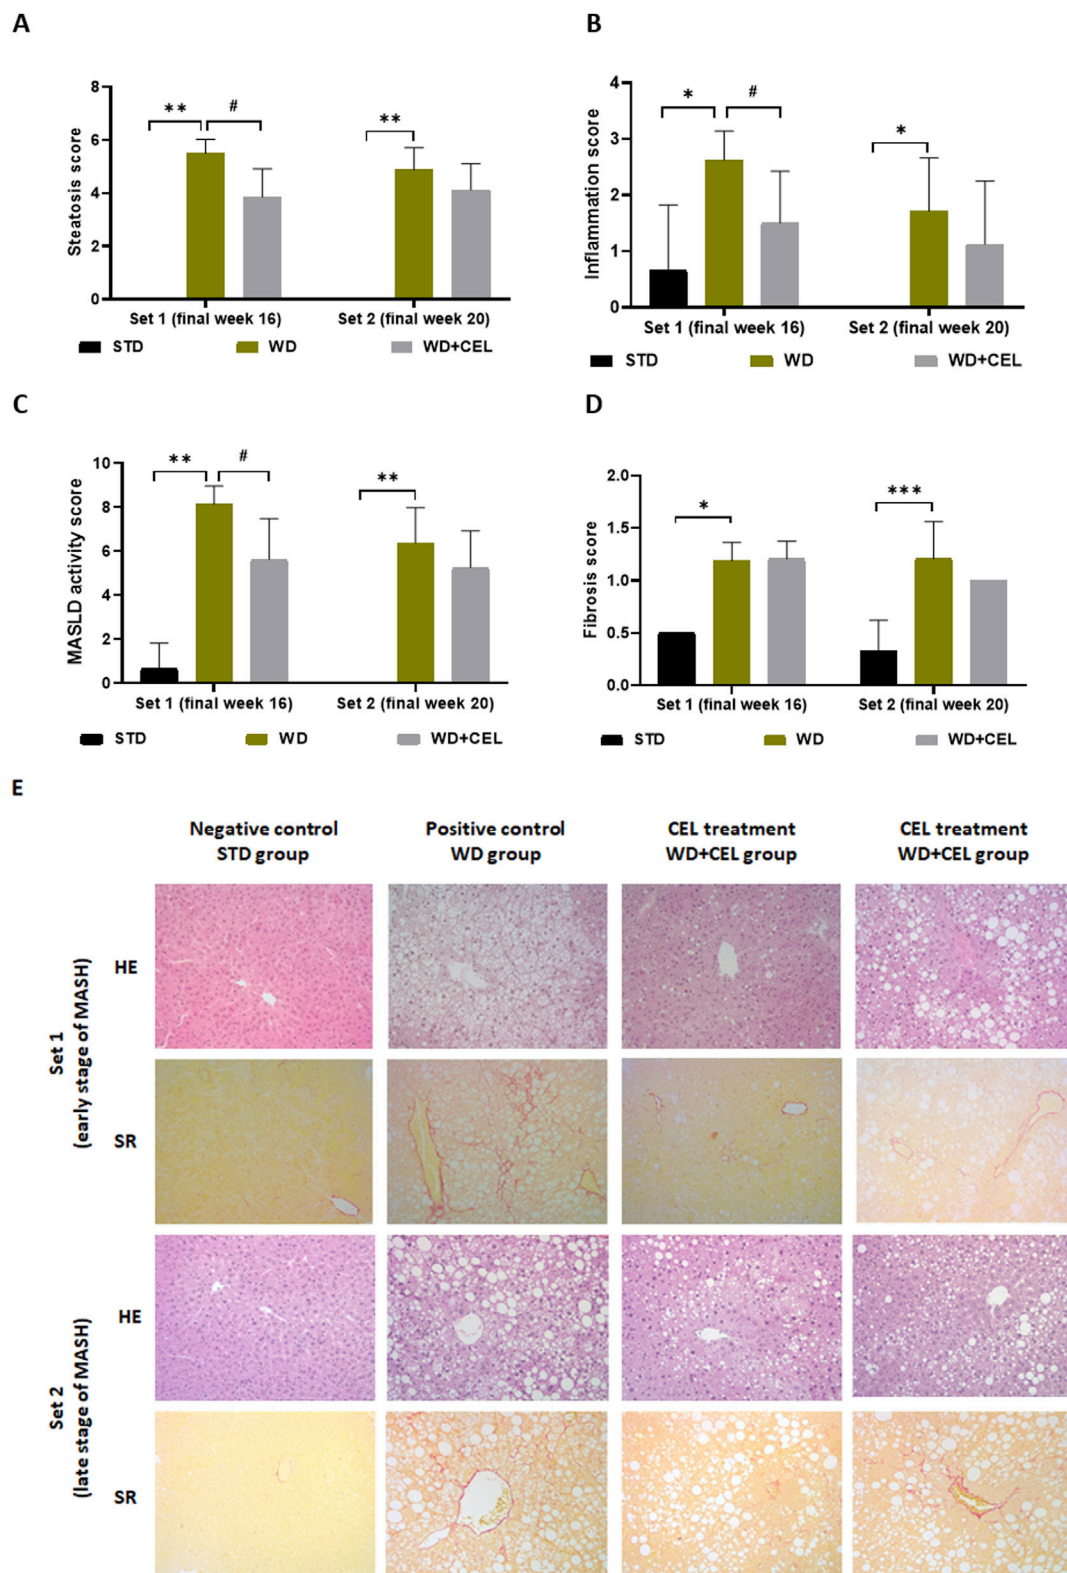 A
Steatosis score
8
6
4
2
0
** # **
Set 1 (final week 16) Set 2 (final week 20)
STD WD WD+CEL
B
Inflammation score
4
3
2
1
0
* # *
Set 1 (final week 16) Set 2 (final week 20)
STD WD WD+CEL
C
MASLD activity score
10
8
6
4
2
0
** # **
Set 1 (final week 16) Set 2 (final week 20)
STD WD WD+CEL
D
Fibrosis score
2.0
1.5
1.0
0.5
0.0
* ***
Set 1 (final week 16) Set 2 (final week 20)
STD WD WD+CEL
E
Negative control
STD group
Positive control
WD group
CEL treatment
WD+CEL group
CEL treatment
WD+CEL group
Set 1
(early stage of MASH)
HE
SR
Set 2
(late stage of MASH)
HE
SR